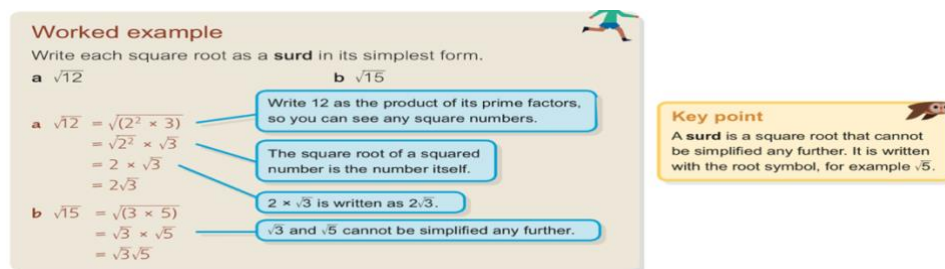 Worked example
Write each square root as a surd in its simplest form.
a √12
b √15
a √12 = √(2² × 3)
= √2² × √3
= 2 × √3
= 2√3
Write 12 as the product of its prime factors,
so you can see any square numbers.
The square root of a squared
number is the number itself.
2 × √3 is written as 2√3.
b √15 = √(3 × 5)
= √3 × √5
= √3√5
√3 and √5 cannot be simplified any further.
Key point
A surd is a square root that cannot
be simplified any further. It is written
with the root symbol, for example √5.